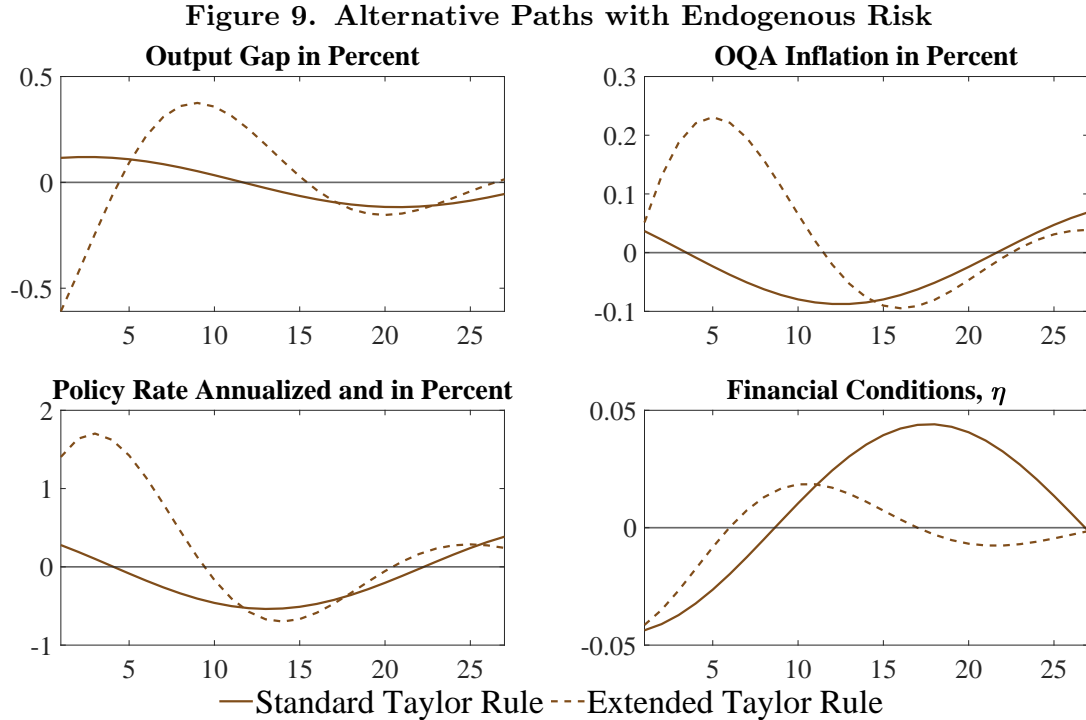 Figure 9. Alternative Paths with Endogenous Risk
Output Gap in Percent
0.5
0
-0.5
5 10 15 20 25
OQA Inflation in Percent
0.3
0.2
0.1
0
-0.1
5 10 15 20 25
Policy Rate Annualized and in Percent
2
1
0
-1
5 10 15 20 25
Financial Conditions, η
0.05
0
-0.05
5 10 15 20 25
Standard Taylor Rule Extended Taylor Rule